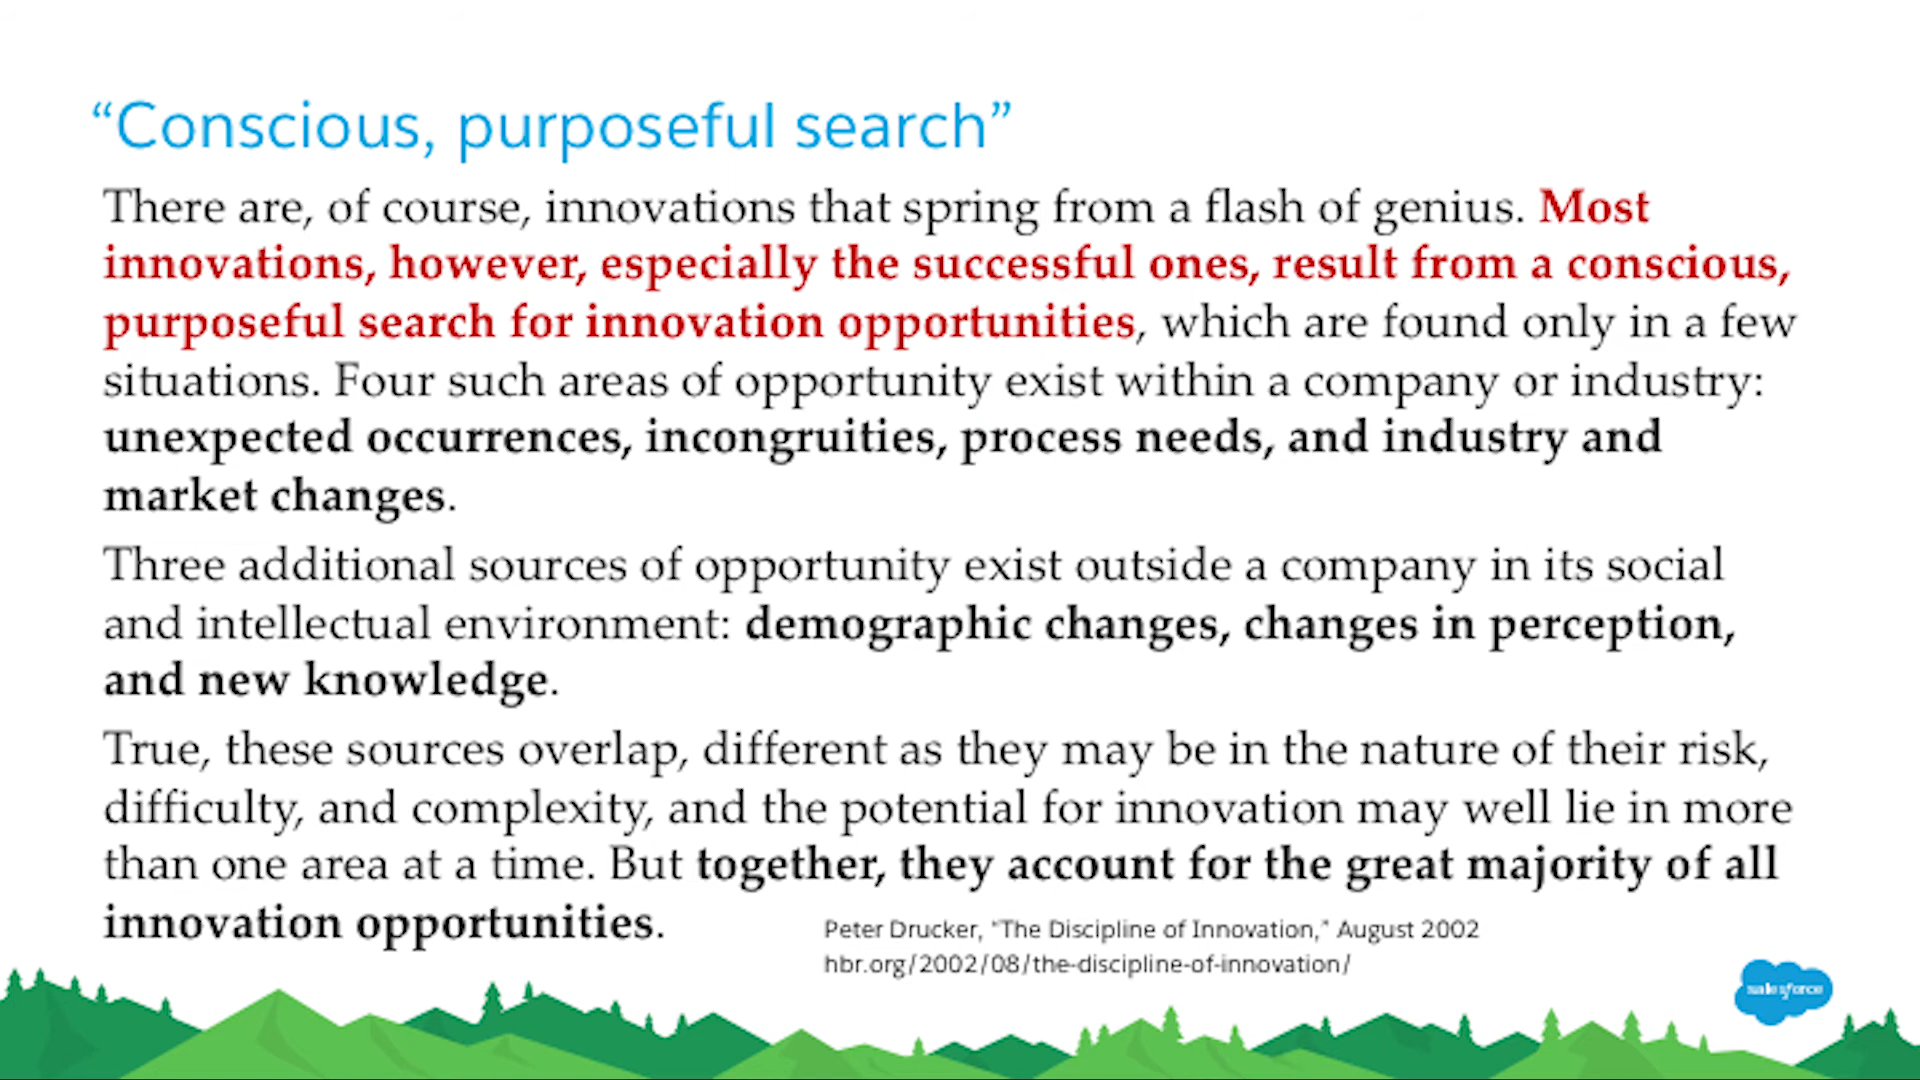 “Conscious, purposeful search”
There are, of course, innovations that spring from a flash of genius. Most
innovations, however, especially the successful ones, result from a conscious,
purposeful search for innovation opportunities, which are found only in a few
situations. Four such areas of opportunity exist within a company or industry:
unexpected occurrences, incongruities, process needs, and industry and
market changes.
Three additional sources of opportunity exist outside a company in its social
and intellectual environment: demographic changes, changes in perception,
and new knowledge.
True, these sources overlap, different as they may be in the nature of their risk,
difficulty, and complexity, and the potential for innovation may well lie in more
than one area at a time. But together, they account for the great majority of all
innovation opportunities.
Peter Drucker, “The Discipline of Innovation,” August 2002
hbr.org/2002/08/the-discipline-of-innovation/
salesforce